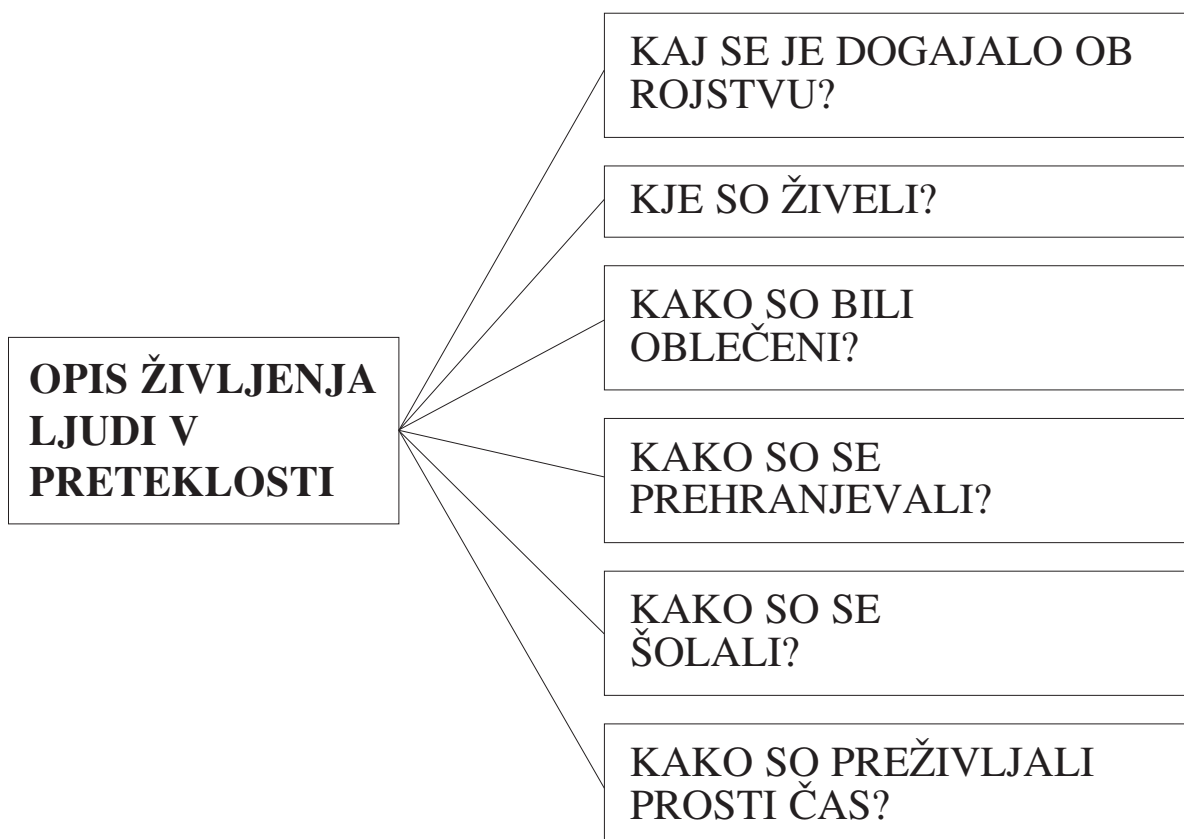 KAJ SE JE DOGAJALO OB
ROJSTVU?
KJE SO ŽIVELI?
KAKO SO BILI
OBLEČENI?
OPIS ŽIVLJENJA
LJUDI V
PRETEKLOSTI
KAKO SO SE
PREHRANJEVALI?
KAKO SO SE
ŠOLALI?
KAKO SO PREŽIVLJALI
PROSTI ČAS?